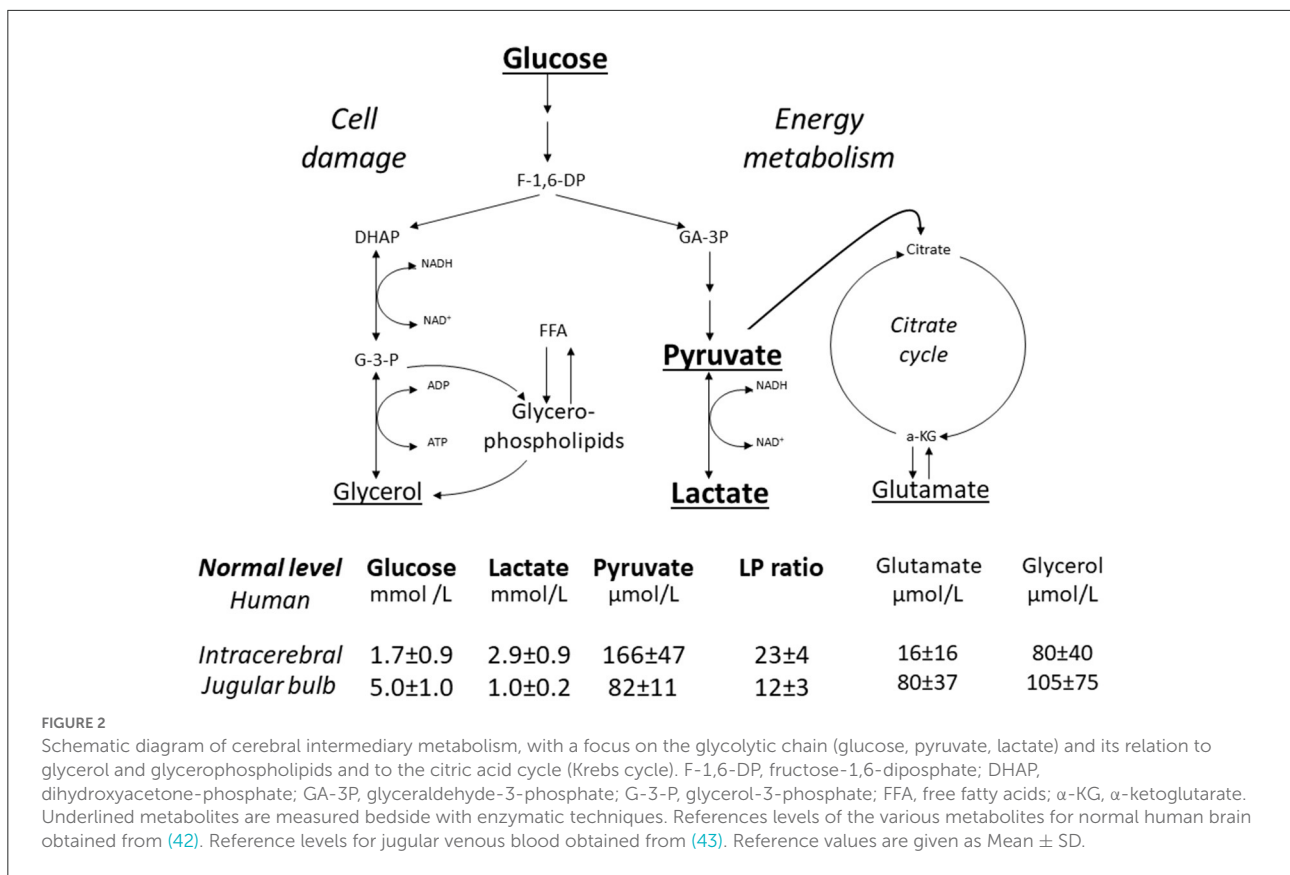 Glucose
Cell
damage
Energy
metabolism
F-1,6-DP
DHAP
GA-3P
NADH
NAD+
Citrate
Citrate
cycle
FFA
G-3-P
Pyruvate
ADP
ATP
Glycero-
phospholipids
NADH
NAD+
a-KG
Glycerol
Lactate
Glutamate
Normal level Glucose Lactate Pyruvate LP ratio Glutamate Glycerol
Human mmol /L mmol/L μmol/L μmol/L μmol/L
Intracerebral 1.7±0.9 2.9±0.9 166±47 23±4 16±16 80±40
Jugular bulb 5.0±1.0 1.0±0.2 82±11 12±3 80±37 105±75
FIGURE 2
Schematic diagram of cerebral intermediary metabolism, with a focus on the glycolytic chain (glucose, pyruvate, lactate) and its relation to
glycerol and glycerophospholipids and to the citric acid cycle (Krebs cycle). F-1,6-DP, fructose-1,6-diposphate; DHAP,
dihydroxyacetone-phosphate; GA-3P, glyceraldehyde-3-phosphate; G-3-P, glycerol-3-phosphate; FFA, free fatty acids; α-KG, α-ketoglutarate.
Underlined metabolites are measured bedside with enzymatic techniques. References levels of the various metabolites for normal human brain
obtained from (42). Reference levels for jugular venous blood obtained from (43). Reference values are given as Mean ± SD.